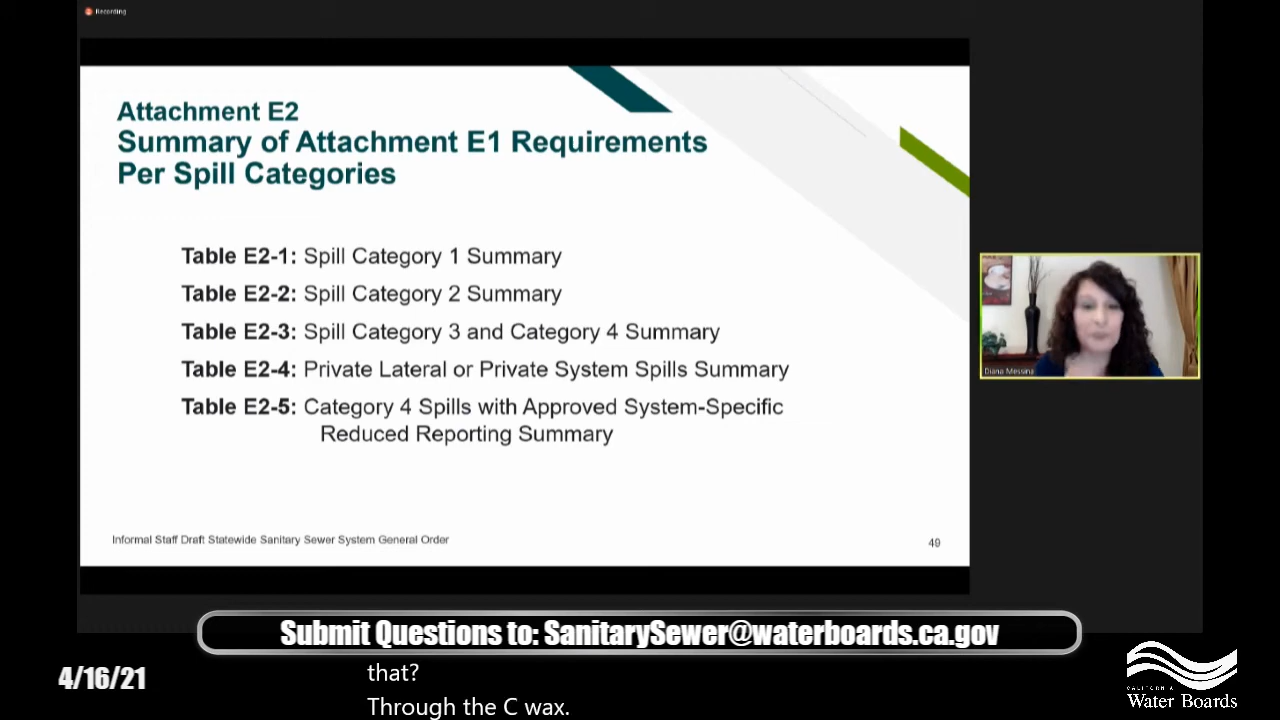 Recording
Attachment E2
Summary of Attachment E1 Requirements
Per Spill Categories
Table E2-1: Spill Category 1 Summary
Table E2-2: Spill Category 2 Summary
Table E2-3: Spill Category 3 and Category 4 Summary
Table E2-4: Private Lateral or Private System Spills Summary
Table E2-5: Category 4 Spills with Approved System-Specific
Reduced Reporting Summary
Informal Staff Draft Statewide Sanitary Sewer System General Order
49
Diana Messina
Submit Questions to: SanitarySewer@waterboards.ca.gov
4/16/21
that?
Through the C wax.
CALIFORNIA
Water Boards